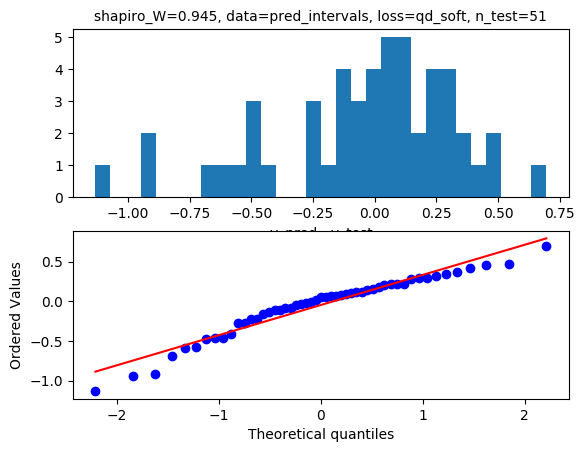 shapiro_W=0.945, data=pred_intervals, loss=qd_soft, n_test=51
5
4
3
2
1
0
−1.00 −0.75 −0.50 −0.25 0.00 0.25 0.50 0.75
0.5
0.0
−0.5
−1.0
Ordered Values
−2 −1 0 1 2
Theoretical quantiles